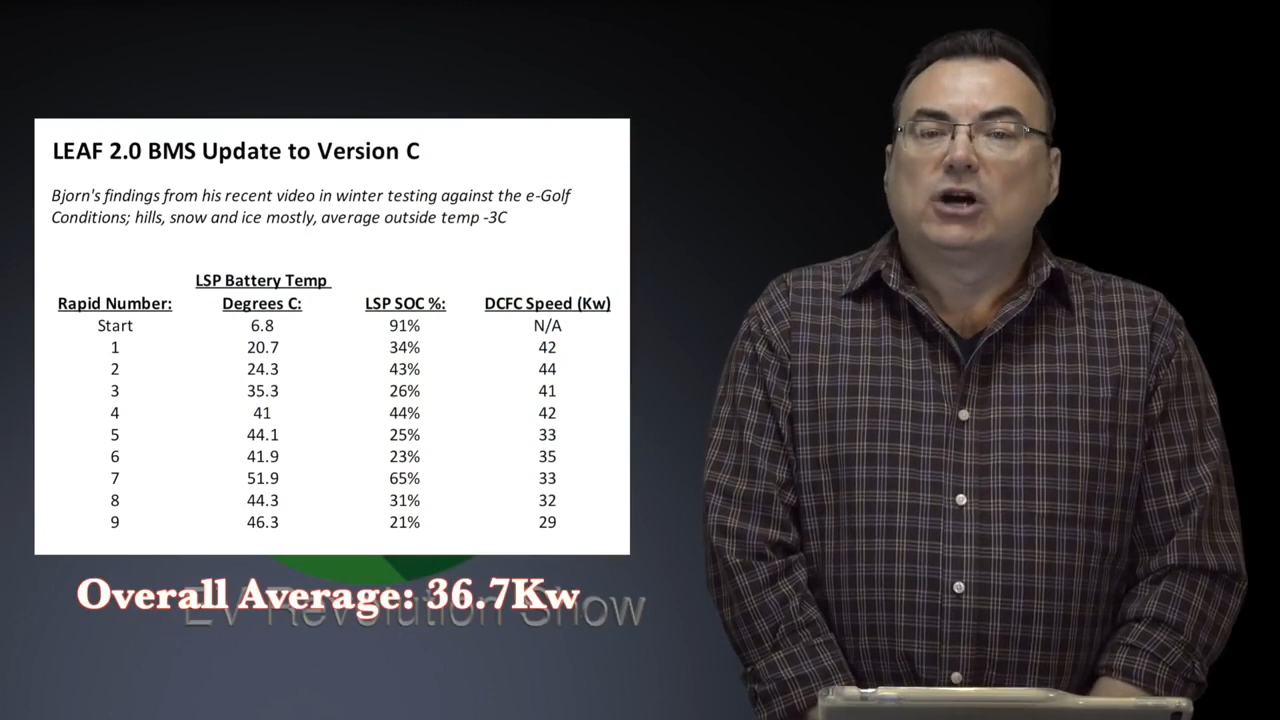 LEAF 2.0 BMS Update to Version C
Bjorn's findings from his recent video in winter testing against the e-Golf
Conditions; hills, snow and ice mostly, average outside temp -3C
LSP Battery Temp
Rapid Number: Degrees C: LSP SOC %: DCFC Speed (Kw)
Start 6.8 91% N/A
1 20.7 34% 42
2 24.3 43% 44
3 35.3 26% 41
4 41 44% 42
5 44.1 25% 33
6 41.9 23% 35
7 51.9 65% 33
8 44.3 31% 32
9 46.3 21% 29
Overall Average: 36.7Kw
EV Revolution Show